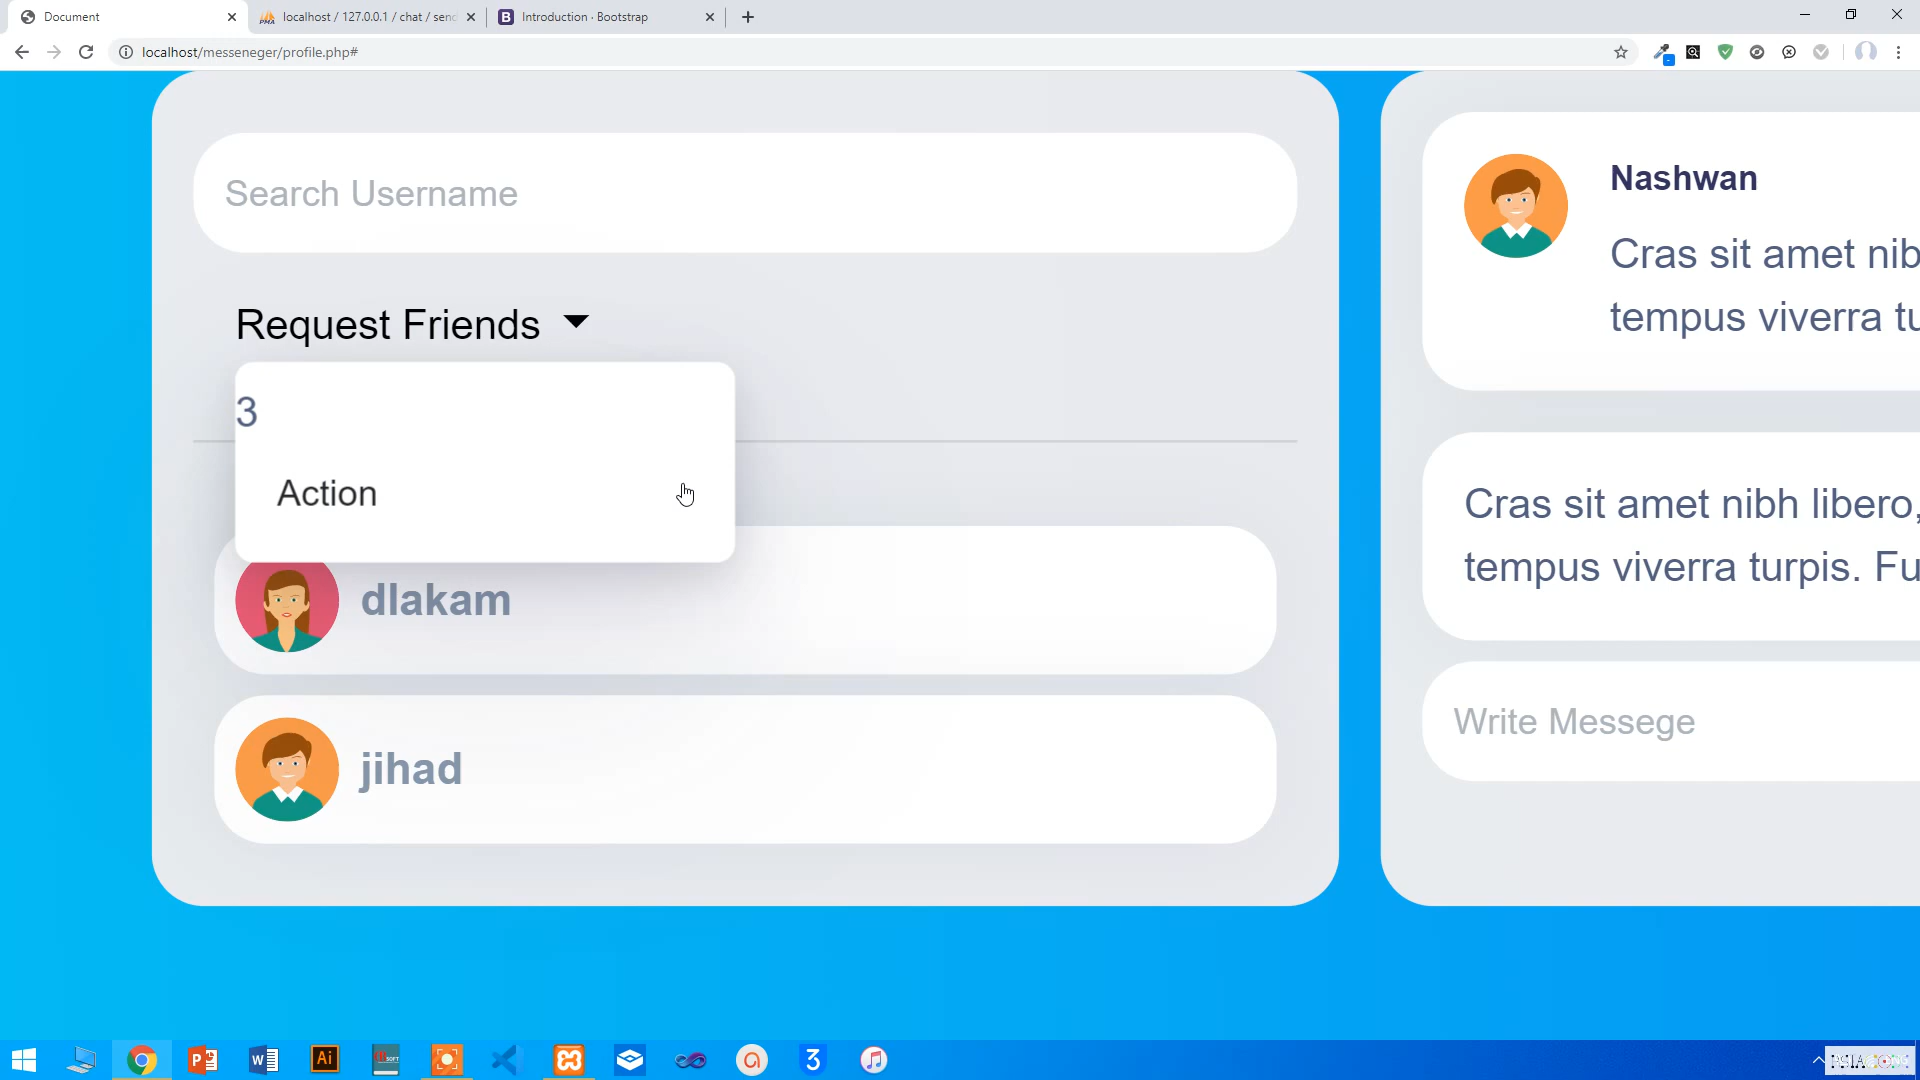 Document
localhost / 127.0.0.1 / chat / send
Introduction · Bootstrap
localhost/messeneger/profile.php#
Search Username
Request Friends
3
Action
dlakam
jihad
Nashwan
Cras sit amet nib
tempus viverra tu
Cras sit amet nibh libero,
tempus viverra turpis. Fu
Write Messege